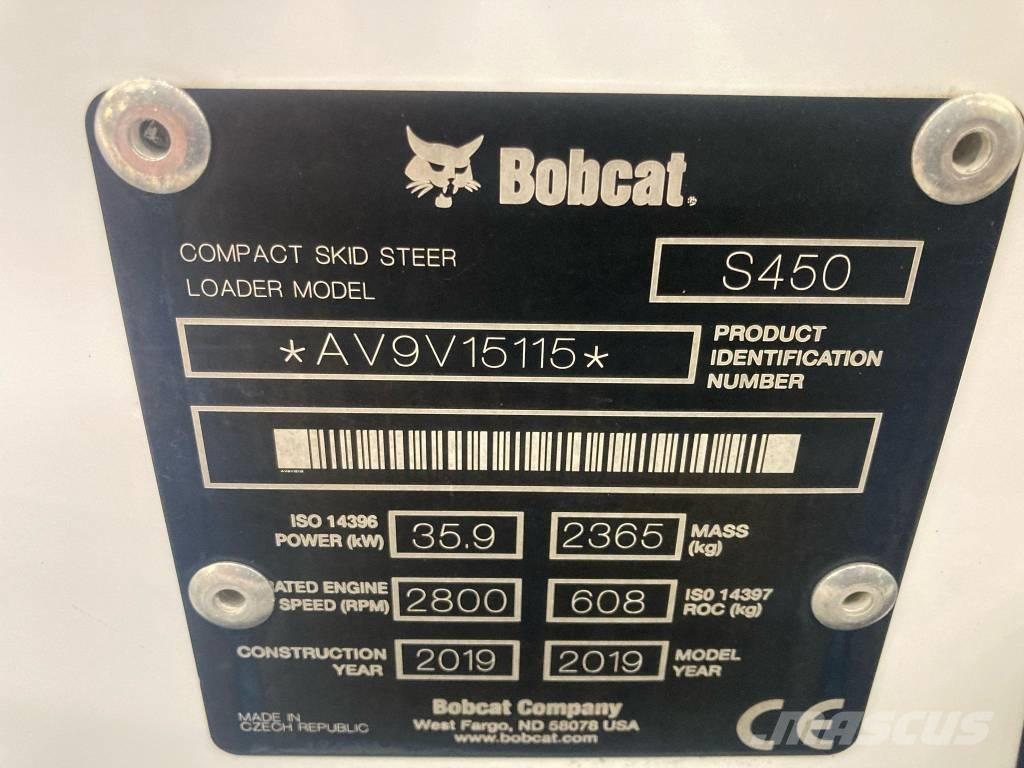 Bobcat.
COMPACT SKID STEER
LOADER MODEL
S450
*AV9V15115*
PRODUCT
IDENTIFICATION
NUMBER
ISO 14396
POWER (kW)
35.9
2365
MASS
(kg)
RATED ENGINE
SPEED (RPM)
2800
608
ISO 14397
ROC (kg)
CONSTRUCTION
YEAR
2019
2019
MODEL
YEAR
Bobcat Company
West Fargo, ND 58078 USA
www.bobcat.com
MADE IN
CZECH REPUBLIC
CE
MASCUS